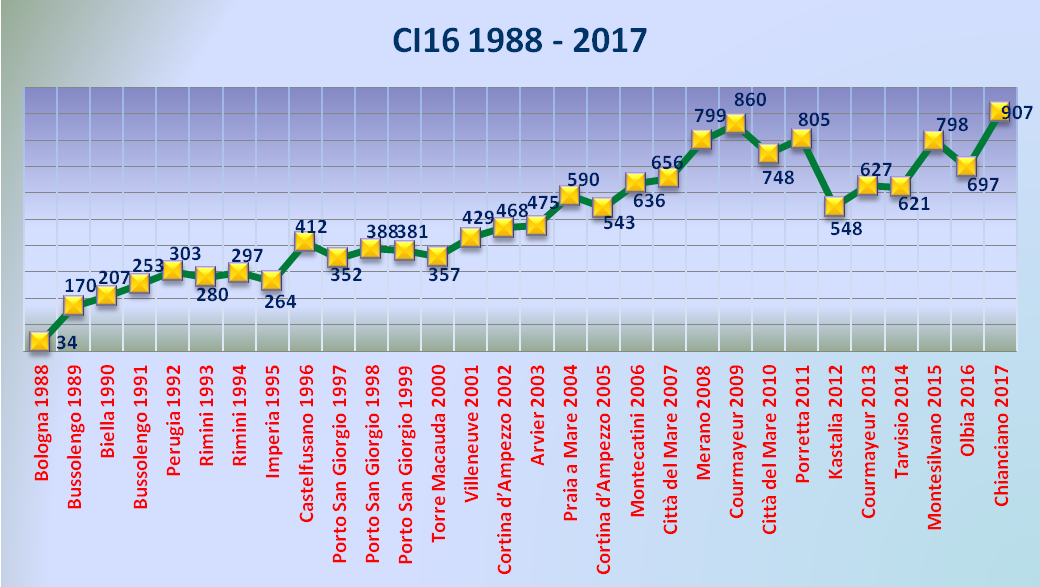 CI16 1988 - 2017
34
170
207
253
303
280
297
264
412
352
388
381
357
429
468
475
590
543
636
656
799
860
748
805
548
627
621
798
697
907
Bologna 1988
Bussolengo 1989
Biella 1990
Bussolengo 1991
Perugia 1992
Rimini 1993
Rimini 1994
Imperia 1995
Castelfusano 1996
Porto San Giorgio 1997
Porto San Giorgio 1998
Porto San Giorgio 1999
Torre Macauda 2000
Villeneuve 2001
Cortina d'Ampezzo 2002
Arvier 2003
Praia a Mare 2004
Cortina d'Ampezzo 2005
Montecatini 2006
Città del Mare 2007
Merano 2008
Courmayeur 2009
Città del Mare 2010
Porretta 2011
Kastalia 2012
Courmayeur 2013
Tarvisio 2014
Montesilvano 2015
Olbia 2016
Chianciano 2017